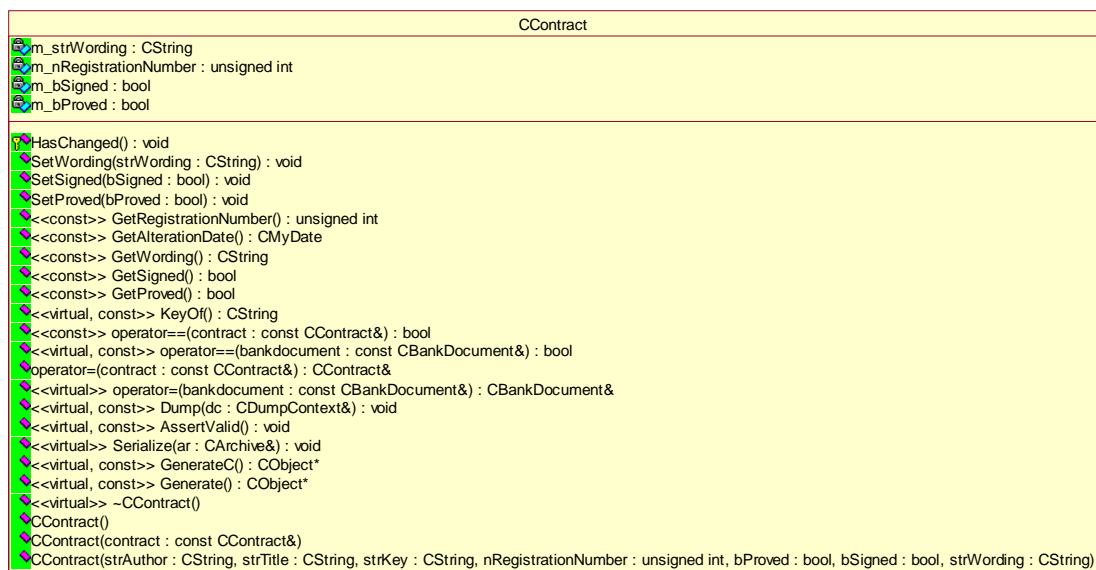 CContract
m_strWording : CString
m_nRegistrationNumber : unsigned int
m_bSigned : bool
m_bProved : bool
HasChanged() : void
SetWording(strWording : CString) : void
SetSigned(bSigned : bool) : void
SetProved(bProved : bool) : void
<<const>> GetRegistrationNumber() : unsigned int
<<const>> GetAlterationDate() : CMyDate
<<const>> GetWording() : CString
<<const>> GetSigned() : bool
<<const>> GetProved() : bool
<<virtual, const>> KeyOf() : CString
<<const>> operator==(contract : const CContract&) : bool
<<virtual, const>> operator==(bankdocument : const CBankDocument&) : bool
operator=(contract : const CContract&) : CContract&
<<virtual>> operator=(bankdocument : const CBankDocument&) : CBankDocument&
<<virtual, const>> Dump(dc : CDumpContext&) : void
<<virtual, const>> AssertValid() : void
<<virtual>> Serialize(ar : CArchive&) : void
<<virtual, const>> GenerateC() : CObject*
<<virtual, const>> Generate() : CObject*
<<virtual>> ~CContract()
CContract()
CContract(contract : const CContract&)
CContract(strAuthor : CString, strTitle : CString, strKey : CString, nRegistrationNumber : unsigned int, bProved : bool, bSigned : bool, strWording : CString)